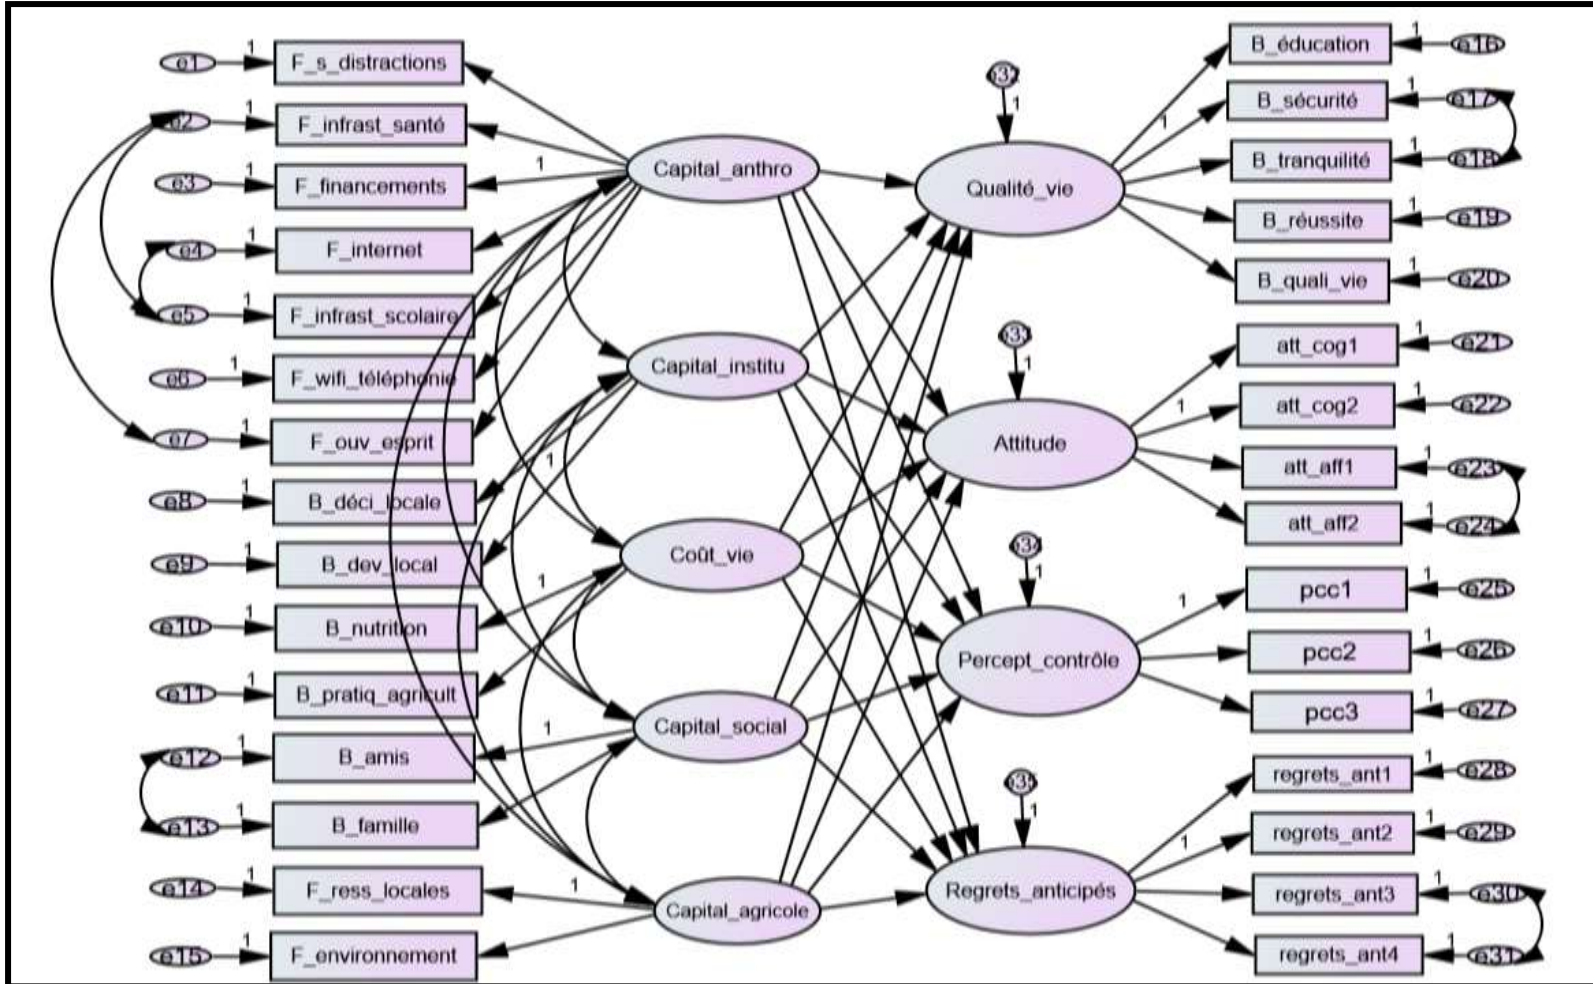 e1 1 F_s_distractions
e2 1 F_infrast_santé
e3 1 F_financements 1
e4 1 F_internet
e5 1 F_infrast_scolaire
e6 1 F_wifi_téléphonie
e7 1 F_ouv_esprit
e8 1 B_déci_locale 1
e9 1 B_dev_local
e10 1 B_nutrition 1
e11 1 B_pratiq_agricult
e12 1 B_amis 1
e13 1 B_famille
e14 1 F_ress_locales 1
e15 1 F_environnement
Capital_anthro
Capital_institu
Coût_vie
Capital_social
Capital_agricole
e32
1
Qualité_vie
e33
1
Attitude
e34
1
Percept_contrôle
e35
1
Regrets_anticipés
B_éducation 1 e16
1 B_sécurité 1 e17
B_tranquilité 1 e18
B_réussite 1 e19
B_quali_vie 1 e20
att_cog1 1 e21
1 att_cog2 1 e22
att_aff1 1 e23
att_aff2 1 e24
1 pcc1 1 e25
pcc2 1 e26
pcc3 1 e27
regrets_ant1 1 e28
1 regrets_ant2 1 e29
regrets_ant3 1 e30
regrets_ant4 1 e31